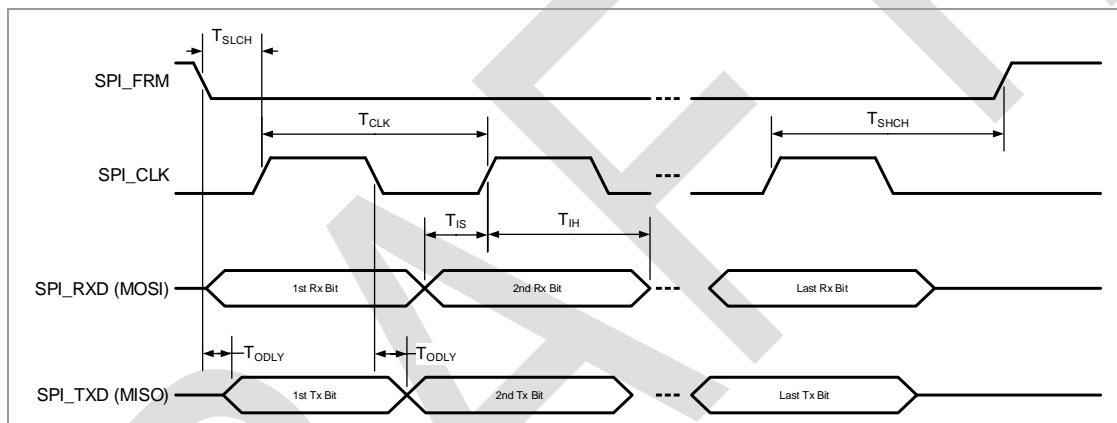 T_SLCH
SPI_FRM
T_CLK
T_SHCH
SPI_CLK
T_IS
T_IH
SPI_RXD (MOSI)
1st Rx Bit
2nd Rx Bit
Last Rx Bit
T_ODLY
T_ODLY
SPI_TXD (MISO)
1st Tx Bit
2nd Tx Bit
Last Tx Bit